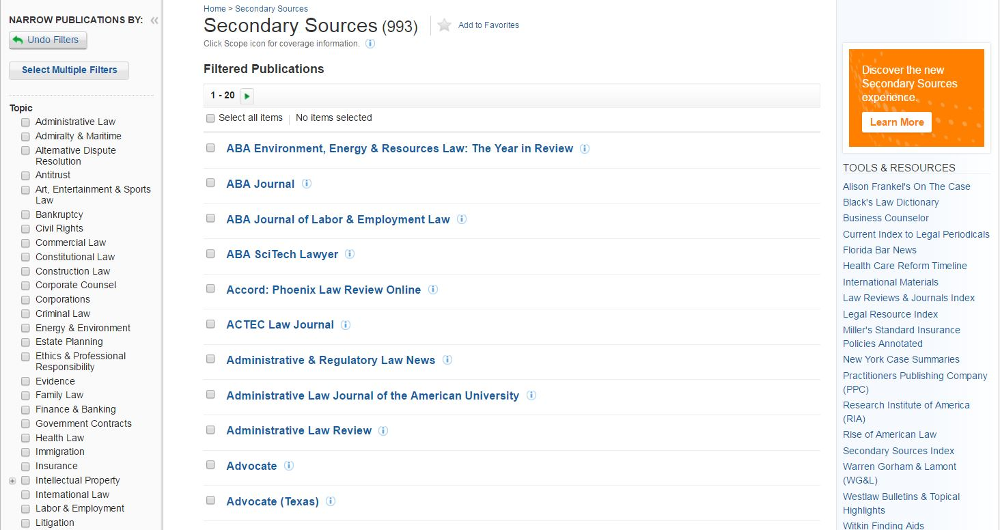 NARROW PUBLICATIONS BY: «
Undo Filters
Select Multiple Filters
Topic
Administrative Law
Admiralty & Maritime
Alternative Dispute
Resolution
Antitrust
Art, Entertainment & Sports
Law
Bankruptcy
Civil Rights
Commercial Law
Constitutional Law
Construction Law
Corporate Counsel
Corporations
Criminal Law
Energy & Environment
Estate Planning
Ethics & Professional
Responsibility
Evidence
Family Law
Finance & Banking
Government Contracts
Health Law
Immigration
Insurance
Intellectual Property
International Law
Labor & Employment
Litigation
Home > Secondary Sources
Secondary Sources (993)
Add to Favorites
Click Scope icon for coverage information.
Filtered Publications
1 - 20
Select all items No items selected
ABA Environment, Energy & Resources Law: The Year in Review
ABA Journal
ABA Journal of Labor & Employment Law
ABA SciTech Lawyer
Accord: Phoenix Law Review Online
ACTEC Law Journal
Administrative & Regulatory Law News
Administrative Law Journal of the American University
Administrative Law Review
Advocate
Advocate (Texas)
Discover the new
Secondary Sources
experience.
Learn More
TOOLS & RESOURCES
Alison Frankel's On The Case
Black's Law Dictionary
Business Counselor
Current Index to Legal Periodicals
Florida Bar News
Health Care Reform Timeline
International Materials
Law Reviews & Journals Index
Legal Resource Index
Miller's Standard Insurance
Policies Annotated
New York Case Summaries
Practitioners Publishing Company
(PPC)
Research Institute of America
(RIA)
Rise of American Law
Secondary Sources Index
Warren Gorham & Lamont
(WG&L)
Westlaw Bulletins & Topical
Highlights
Witkin Finding Aids